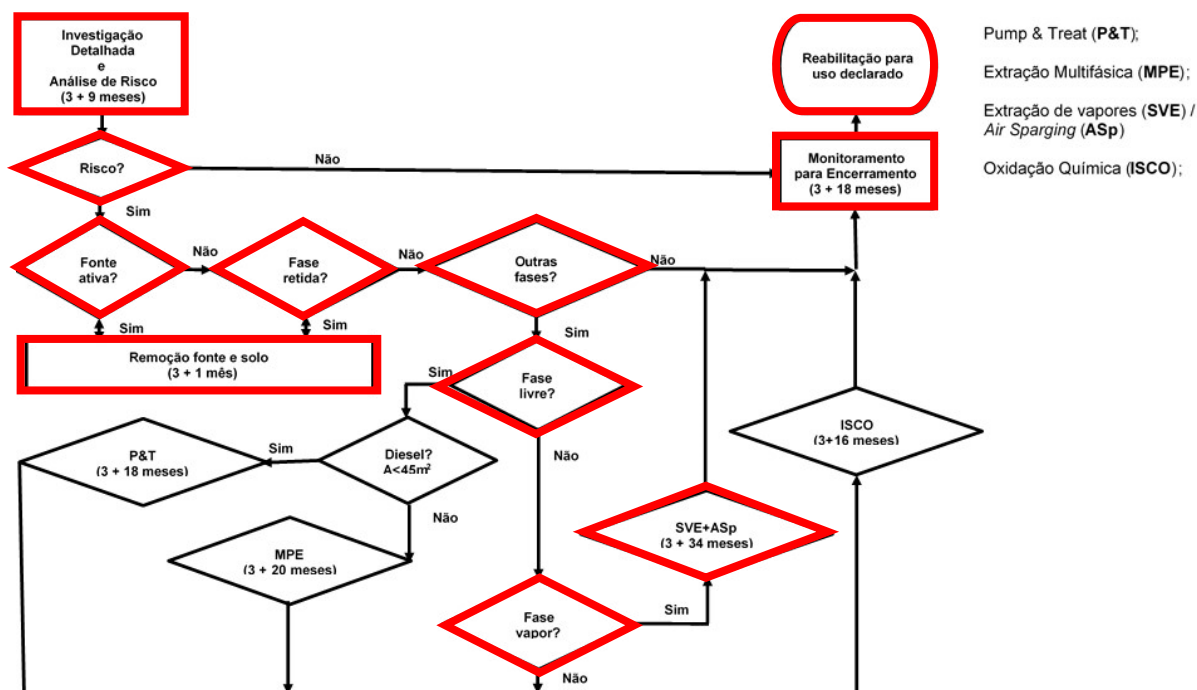 Investigação
Detalhada
e
Análise de Risco
(3 + 9 meses)
Reabilitação para
uso declarado
Pump & Treat (P&T);
Extração Multifásica (MPE);
Extração de vapores (SVE) /
Air Sparging (ASp)
Oxidação Química (ISCO);
Risco?
Não
Monitoramento
para Encerramento
(3 + 18 meses)
Sim
Fonte
ativa?
Não
Fase
retida?
Não
Outras
fases?
Não
Sim
Sim
Sim
Remoção fonte e solo
(3 + 1 mês)
Fase
livre?
Sim
Não
Diesel?
A<45m²
Sim
Não
P&T
(3 + 18 meses)
ISCO
(3+16 meses)
MPE
(3 + 20 meses)
SVE+ASp
(3 + 34 meses)
Fase
vapor?
Sim
Não